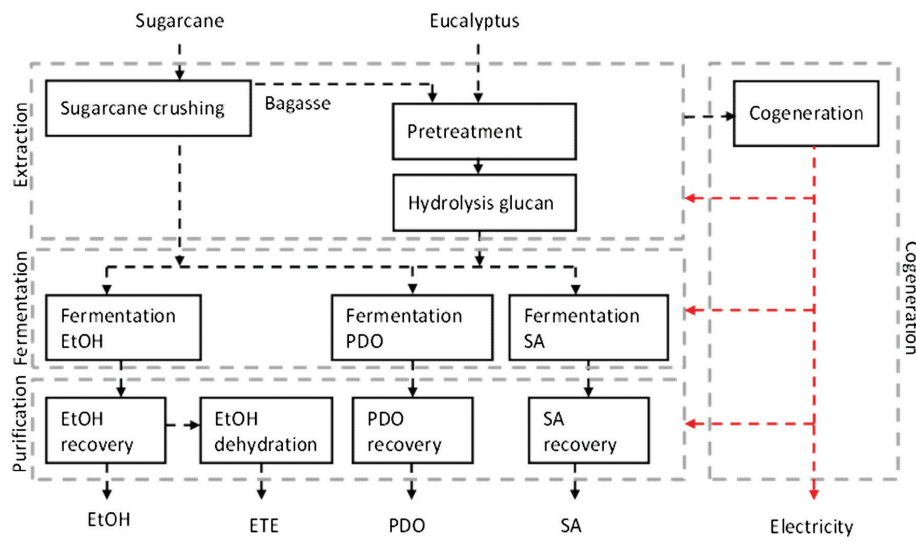 Sugarcane
Eucalyptus
Extraction
Sugarcane crushing
Bagasse
Pretreatment
Hydrolysis glucan
Cogeneration
Cogeneration
Fermentation
Fermentation
EtOH
Fermentation
PDO
Fermentation
SA
Purification
EtOH
recovery
EtOH
dehydration
PDO
recovery
SA
recovery
EtOH
ETE
PDO
SA
Electricity